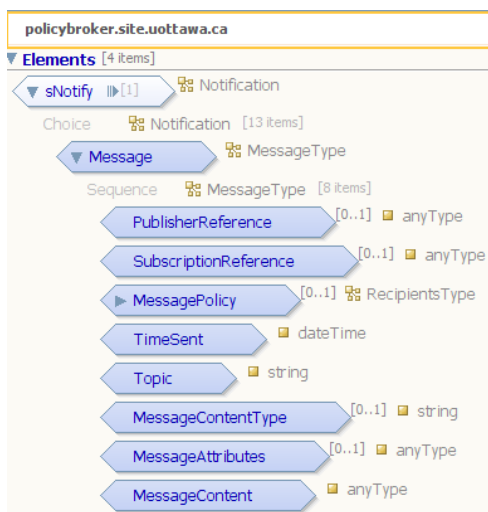 policybroker.site.uottawa.ca
Elements [4 items]
sNotify [1] Notification
Choice Notification [13 items]
Message MessageType
Sequence MessageType [8 items]
PublisherReference [0..1] anyType
SubscriptionReference [0..1] anyType
MessagePolicy [0..1] RecipientsType
TimeSent dateTime
Topic string
MessageContentType [0..1] string
MessageAttributes [0..1] anyType
MessageContent anyType